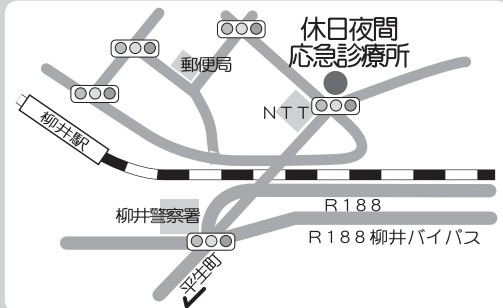 休日夜間
応急診療所
郵便局
NTT
柳井駅
柳井警察署
R188
R188柳井バイパス
平生町